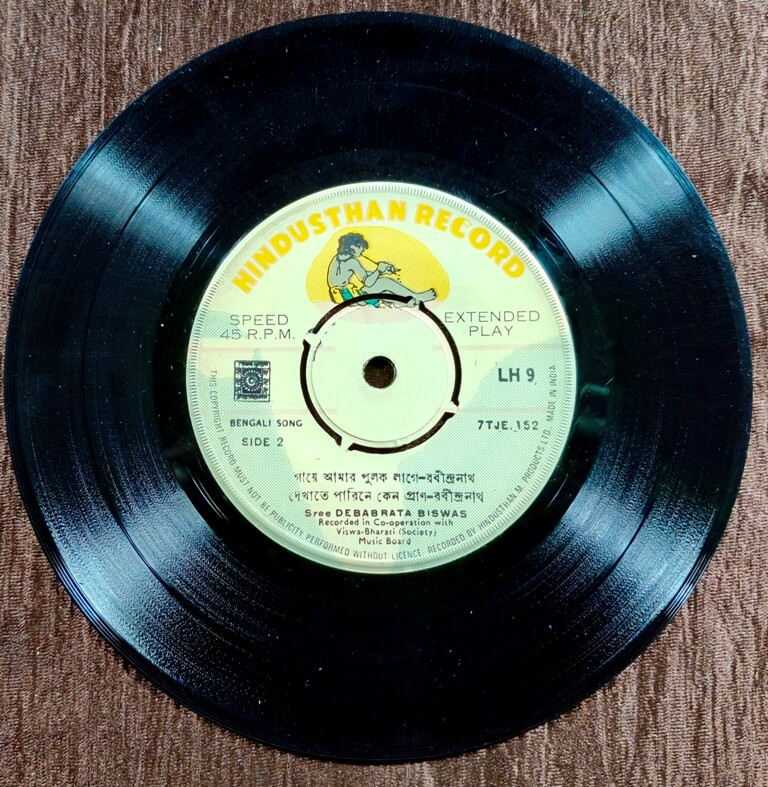 HINDUSTHAN RECORD
SPEED
45 R.P.M.
EXTENDED
PLAY
LH 9
BENGALI SONG
SIDE 2
7TJE.152
গায়ে আমার পুলক লাগে–রবীন্দ্রনাথ
দেখাতে পারিনে কেন প্রাণ–রবীন্দ্রনাথ
Sree DEBABRATA BISWAS
Recorded in Co-operation with
Viswa-Bharati (Society)
Music Board
THIS COPYRIGHT RECORD MUST NOT BE PUBLICITY PERFORMED WITHOUT LICENCE. RECORDED BY HINDUSTHAN M. PRODUCTS LTD. MADE IN INDIA